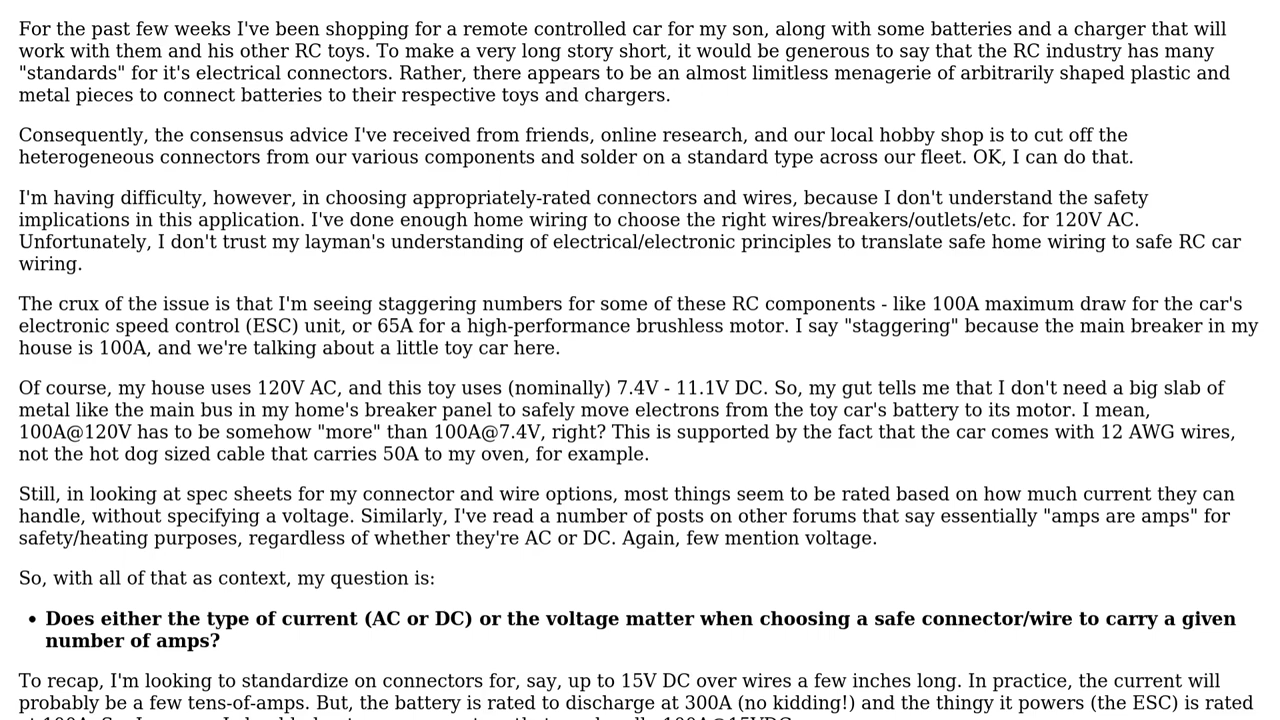 For the past few weeks I've been shopping for a remote controlled car for my son, along with some batteries and a charger that will
work with them and his other RC toys. To make a very long story short, it would be generous to say that the RC industry has many
"standards" for it's electrical connectors. Rather, there appears to be an almost limitless menagerie of arbitrarily shaped plastic and
metal pieces to connect batteries to their respective toys and chargers.
Consequently, the consensus advice I've received from friends, online research, and our local hobby shop is to cut off the
heterogeneous connectors from our various components and solder on a standard type across our fleet. OK, I can do that.
I'm having difficulty, however, in choosing appropriately-rated connectors and wires, because I don't understand the safety
implications in this application. I've done enough home wiring to choose the right wires/breakers/outlets/etc. for 120V AC.
Unfortunately, I don't trust my layman's understanding of electrical/electronic principles to translate safe home wiring to safe RC car
wiring.
The crux of the issue is that I'm seeing staggering numbers for some of these RC components - like 100A maximum draw for the car's
electronic speed control (ESC) unit, or 65A for a high-performance brushless motor. I say "staggering" because the main breaker in my
house is 100A, and we're talking about a little toy car here.
Of course, my house uses 120V AC, and this toy uses (nominally) 7.4V - 11.1V DC. So, my gut tells me that I don't need a big slab of
metal like the main bus in my home's breaker panel to safely move electrons from the toy car's battery to its motor. I mean,
100A@120V has to be somehow "more" than 100A@7.4V, right? This is supported by the fact that the car comes with 12 AWG wires,
not the hot dog sized cable that carries 50A to my oven, for example.
Still, in looking at spec sheets for my connector and wire options, most things seem to be rated based on how much current they can
handle, without specifying a voltage. Similarly, I've read a number of posts on other forums that say essentially "amps are amps" for
safety/heating purposes, regardless of whether they're AC or DC. Again, few mention voltage.
So, with all of that as context, my question is:
• Does either the type of current (AC or DC) or the voltage matter when choosing a safe connector/wire to carry a given
number of amps?
To recap, I'm looking to standardize on connectors for, say, up to 15V DC over wires a few inches long. In practice, the current will
probably be a few tens-of-amps. But, the battery is rated to discharge at 300A (no kidding!) and the thingy it powers (the ESC) is rated